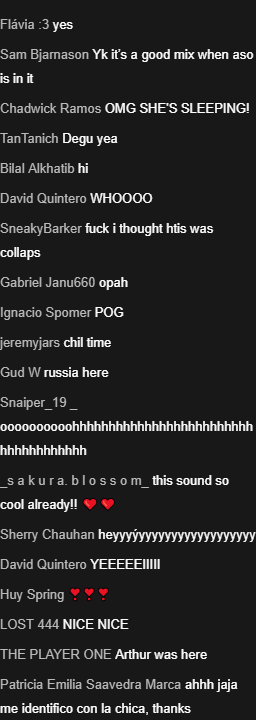 Flávia :3 yes
Sam Bjarnason Yk it's a good mix when aso
is in it
Chadwick Ramos OMG SHE'S SLEEPING!
TanTanich Degu yea
Bilal Alkhatib hi
David Quintero WHOOOO
SneakyBarker fuck i thought htis was
collaps
Gabriel Janu660 opah
Ignacio Spomer POG
jeremyjars chil time
Gud W russia here
Snaiper_19 _
oooooooooohhhhhhhhhhhhhhhhhhhhhhhhh
hhhhhhhhhhhh
_s a k u r a. b l o s s o m_ this sound so
cool already!! ❤️ ❤️
Sherry Chauhan heyyyýyyyyyyyyyyyyyyyyyy
David Quintero YEEEEEIIIII
Huy Spring ❣️❣️❣️
LOST 444 NICE NICE
THE PLAYER ONE Arthur was here
Patricia Emilia Saavedra Marca ahhh jaja
me identifico con la chica, thanks